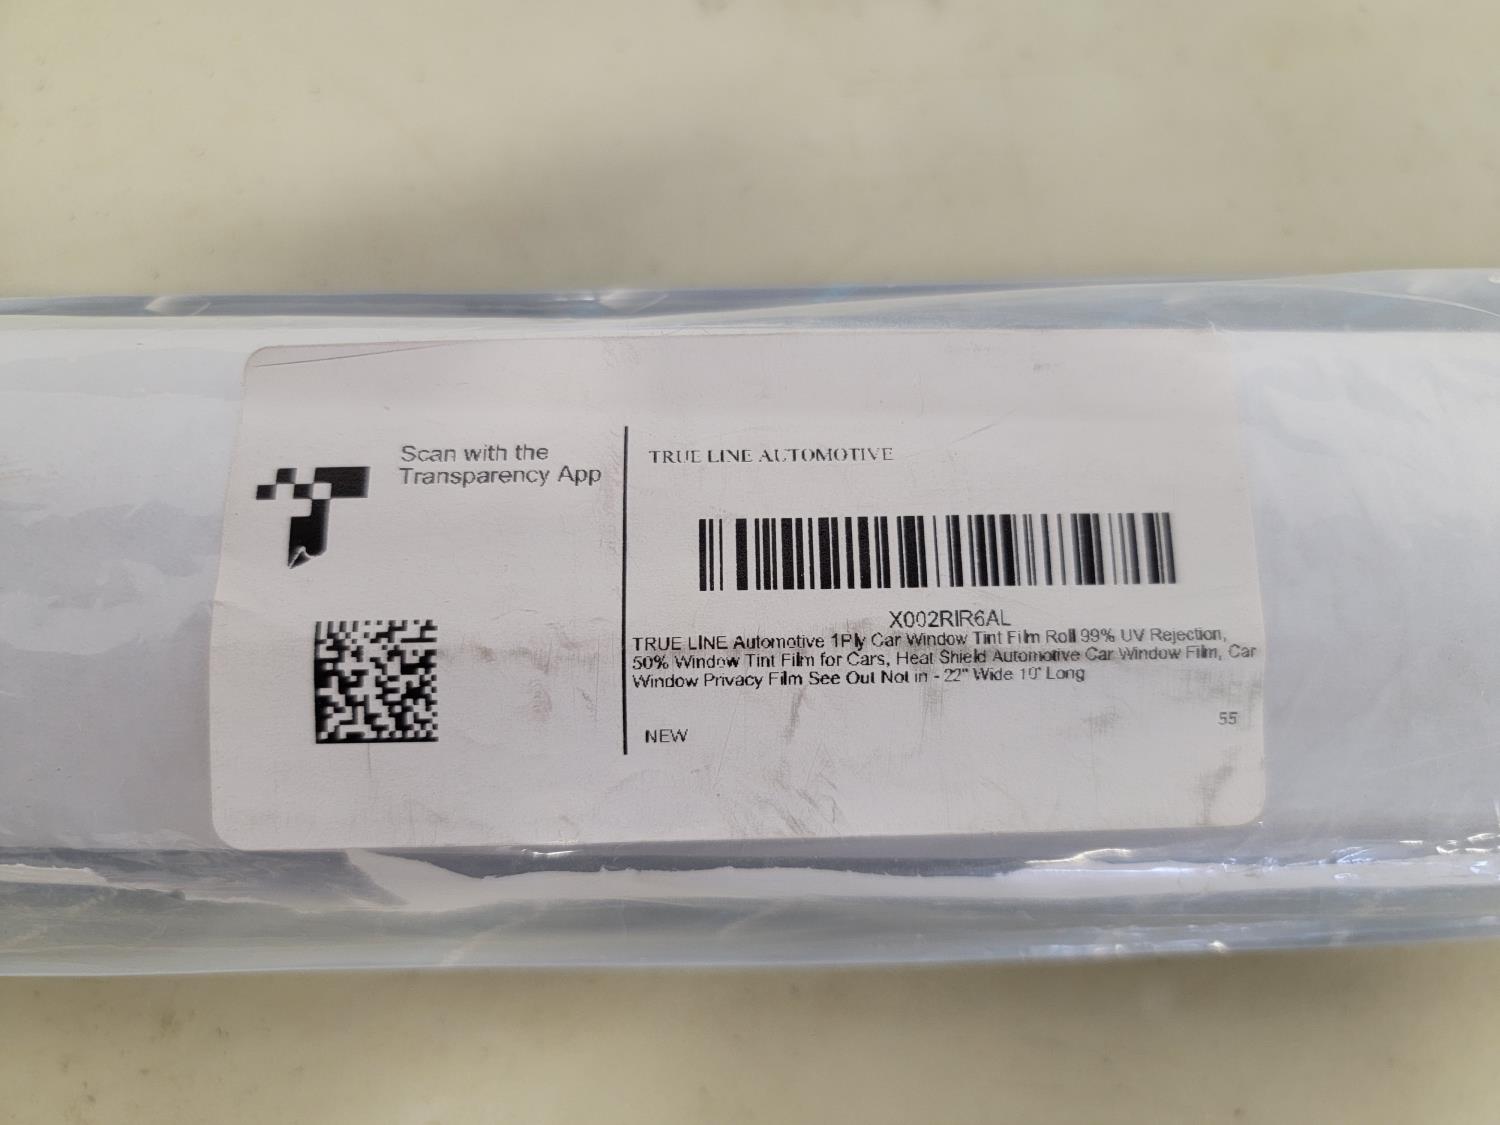 Scan with the
Transparency App
TRUE LINE AUTOMOTIVE
X002RIR6AL
TRUE LINE Automotive 1Ply Car Window Tint Film Roll 99% UV Rejection,
50% Window Tint Film for Cars, Heat Shield Automotive Car Window Film, Car
Window Privacy Film See Out Not in - 22" Wide 10' Long
NEW
55